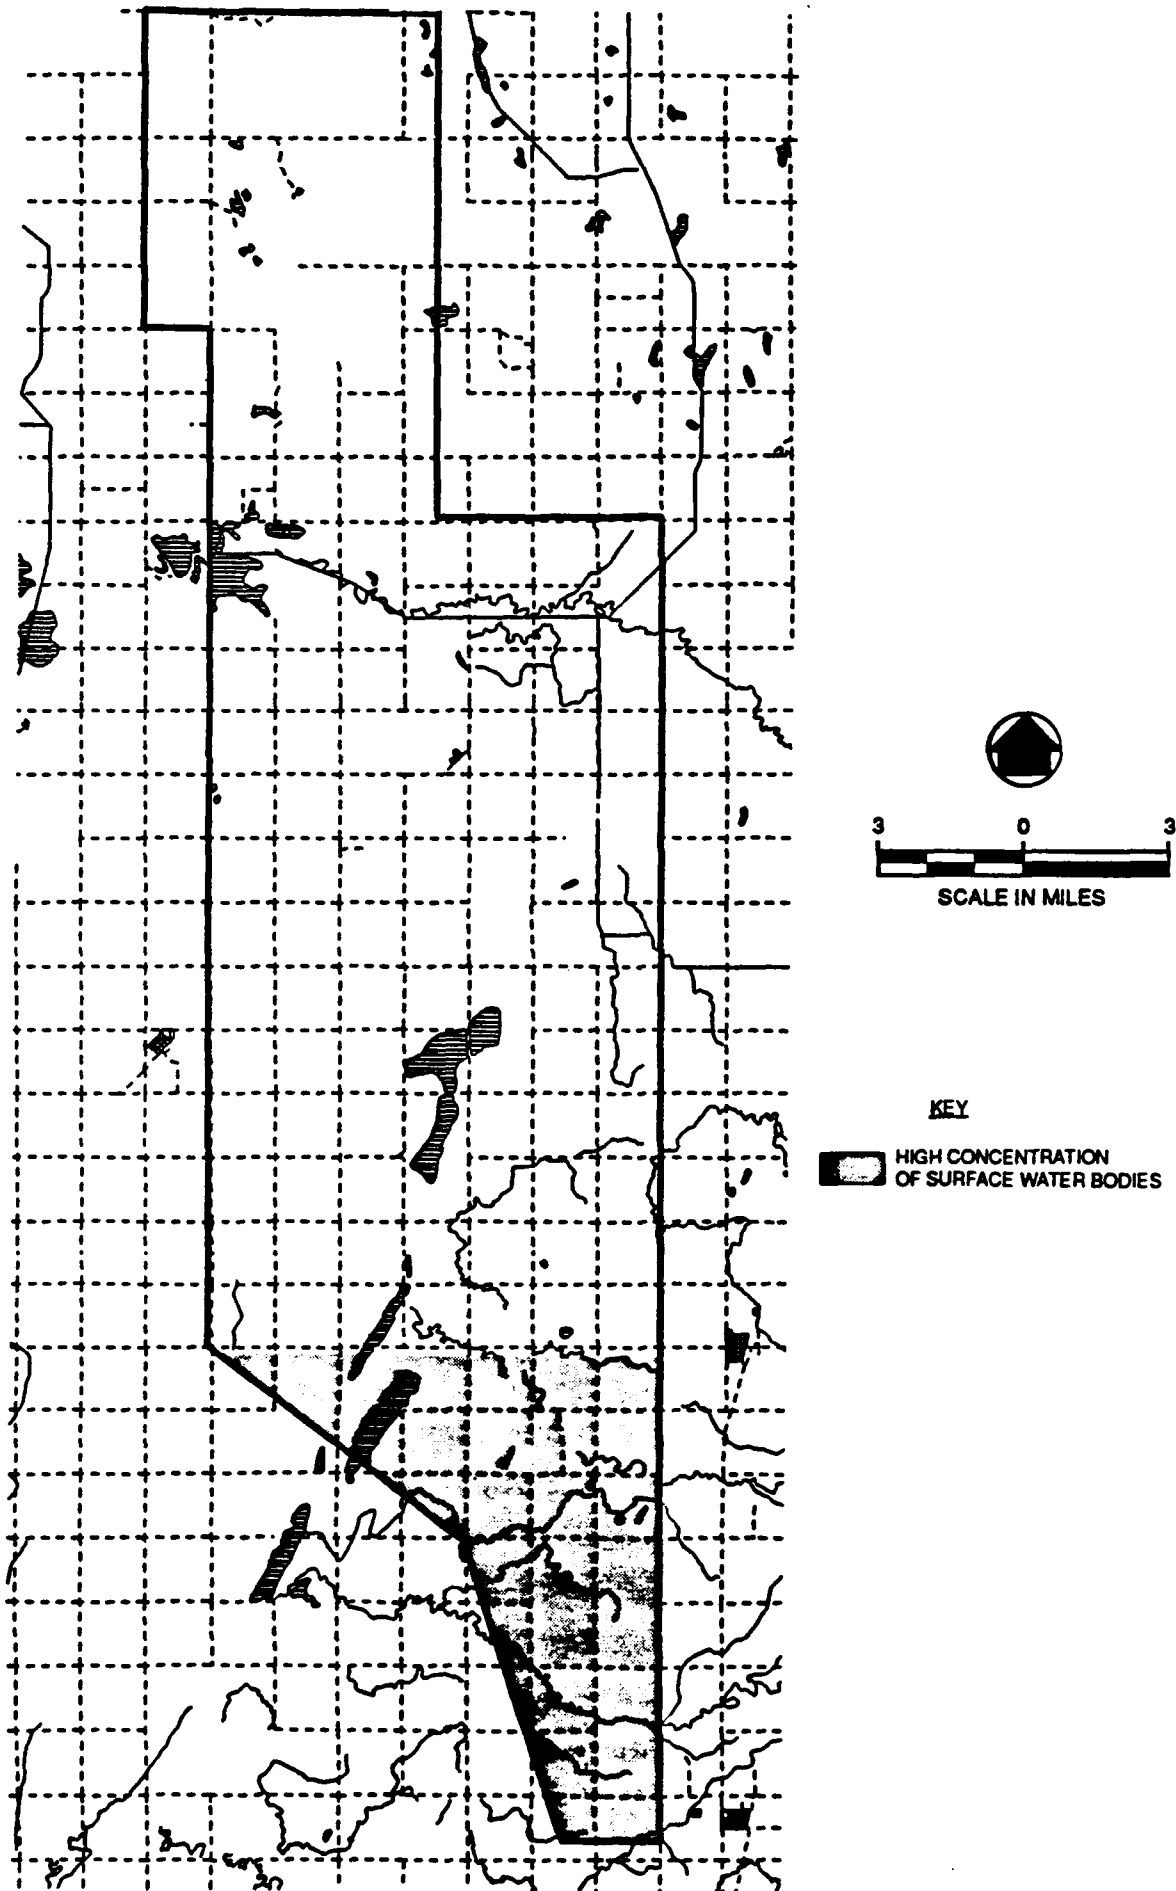 3 0 3
SCALE IN MILES
KEY
HIGH CONCENTRATION
OF SURFACE WATER BODIES